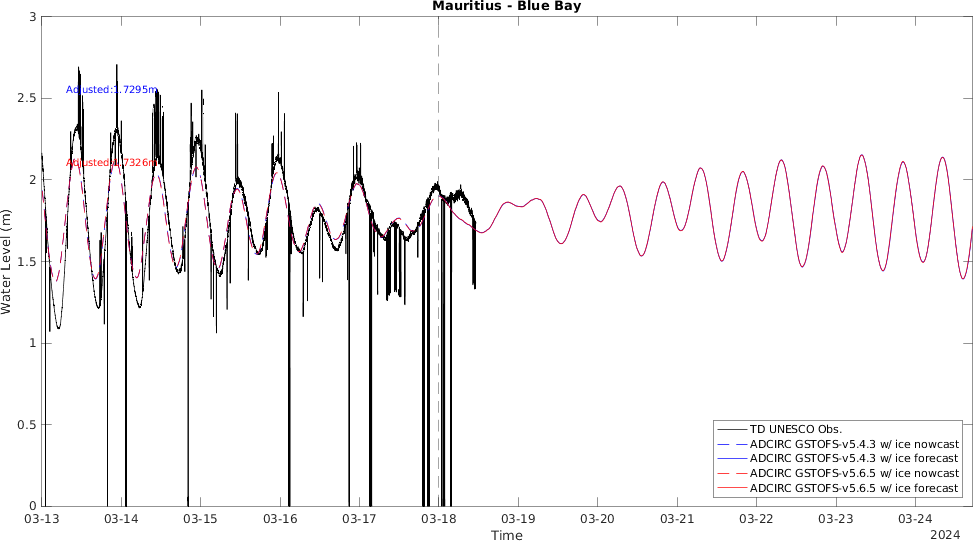 Mauritius - Blue Bay
3
2.5
2
1.5
1
0.5
0
Water Level (m)
Adjusted:1.7295m
03-13
03-14
03-15
03-16
03-17
03-18
03-19
03-20
03-21
03-22
03-23
03-24
Time
2024
TD UNESCO Obs.
ADCIRC GSTOFS-v5.4.3 w/ ice nowcast
ADCIRC GSTOFS-v5.4.3 w/ ice forecast
ADCIRC GSTOFS-v5.6.5 w/ ice nowcast
ADCIRC GSTOFS-v5.6.5 w/ ice forecast